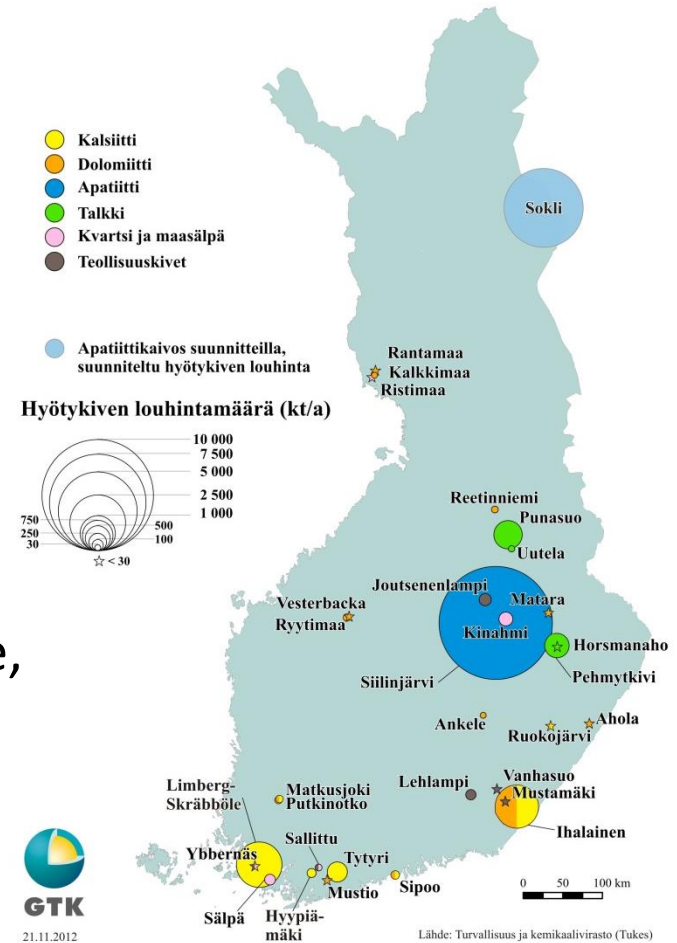 Kalsiitti
Dolomiitti
Apatiitti
Talkki
Kvartsi ja maasälpä
Teollisuuskivet
Apatiittikaivos suunnitteilla,
suunniteltu hyötykiven louhinta
Hyötykiven louhintamäärä (kt/a)
10 000
7 500
5 000
2 500
1 000
750
500
250
100
30
< 30
Sokli
Rantamaa
Kalkkimaa
Ristimaa
Reetinniemi
Punasuo
Uutela
Joutsenenlampi
Matara
Vesterbacka
Ryytimaa
Kinahmi
Horsmanaho
Siilinjärvi
Pehmytkivi
e,
Ankele
Ahola
Ruokojärvi
Limberg-
Skräbböle
Matkusjoki
Putkinotko
Lehlampi
Vanhasuo
Mustamäki
Ihalainen
Ybbernäs
Sallittu
Tytyri
Sälpä
Hyypiä-
mäki
Mustio
Sipoo
0 50 100 km
GTK
21.11.2012
Lähde: Turvallisuus ja kemikaalivirasto (Tukes)